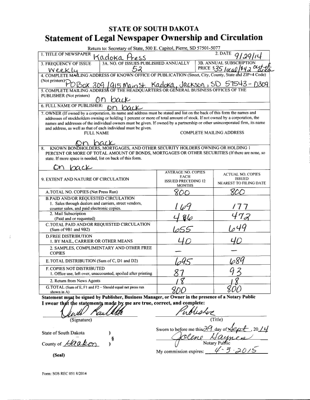 STATE OF SOUTH DAKOTA
Statement of Legal Newspaper Ownership and Circulation
Return to: Secretary of State, 500 E. Capitol, Pierre, SD 57501-5077
1. TITLE OF NEWSPAPER Kadoka Press 2. DATE 9/29/14
3. FREQUENCY OF ISSUE Weekly 3A. NO. OF ISSUES PUBLISHED ANNUALLY 52 3B. ANNUAL SUBSCRIPTION PRICE
4. COMPLETE MAILING ADDRESS OF KNOWN OFFICE OF PUBLICATION (Street, City, County, State and ZIP+4 Code)
(Not printers) PO Box 309 / 915 Main St. Kadoka, Jackson, SD 57543-0309
5. COMPLETE MAILING ADDRESS OF THE HEADQUARTERS OR GENERAL BUSINESS OFFICES OF THE
PUBLISHER (Not printers) on back
6. FULL NAME OF PUBLISHER: on back
7. OWNER (If owned by a corporation, its name and address must be stated and list on the back of this form the names and
addresses of stockholders owning or holding 1 percent or more of total amount of stock. If not owned by a corporation, the
names and addresses of the individual owners must be given. If owned by a partnership or other unincorporated firm, its name
and address, as well as that of each individual must be given.
FULL NAME COMPLETE MAILING ADDRESS
on back
8. KNOWN BONDHOLDERS, MORTGAGEES, AND OTHER SECURITY HOLDERS OWNING OR HOLDING 1
PERCENT OR MORE OF TOTAL AMOUNT OF BONDS, MORTGAGES OR OTHER SECURITIES (If there are none, so
state. If more space is needed, list on back of this form.
on back
9. EXTENT AND NATURE OF CIRCULATION
AVERAGE NO. COPIES
EACH
ISSUED PRECEDING 12
MONTHS
ACTUAL NO. COPIES
ISSUED
NEAREST TO FILING DATE
A. TOTAL NO. COPIES (Net Press Run) 800 800
B. PAID AND/OR REQUESTED CIRCULATION
1. Sales through dealers and carriers, street vendors,
counter sales, and paid electronic copies. 169 177
2. Mail Subscription
(Paid and or requested) 486 472
C. TOTAL PAID AND/OR REQUESTED CIRCULATION
(Sum of 9B1 and 9B2) 655 649
D. FREE DISTRIBUTION
1. BY MAIL, CARRIER OR OTHER MEANS 40 40
2. SAMPLES, COMPLIMENTARY AND OTHER FREE
COPIES
E. TOTAL DISTRIBUTION (Sum of C, D1 and D2) 695 689
F. COPIES NOT DISTRIBUTED
1. Office use, left over, unaccounted, spoiled after printing 87 93
2. Return from News Agents 18 18
G. TOTAL (Sum of E, F1 and F2 - Should equal net press run
shown in A) 800 800
Statement must be signed by Publisher, Business Manager, or Owner in the presence of a Notary Public
I swear that the statements made by me are true, correct, and complete:
Publisher
(Signature) (Title)
State of South Dakota ) Sworn to before me this 29 day of Sept, 2014
) §
County of Haakon ) Notary Public
(Seal) My commission expires: 4-3-2015
Form: SOS REC 051 8/2014